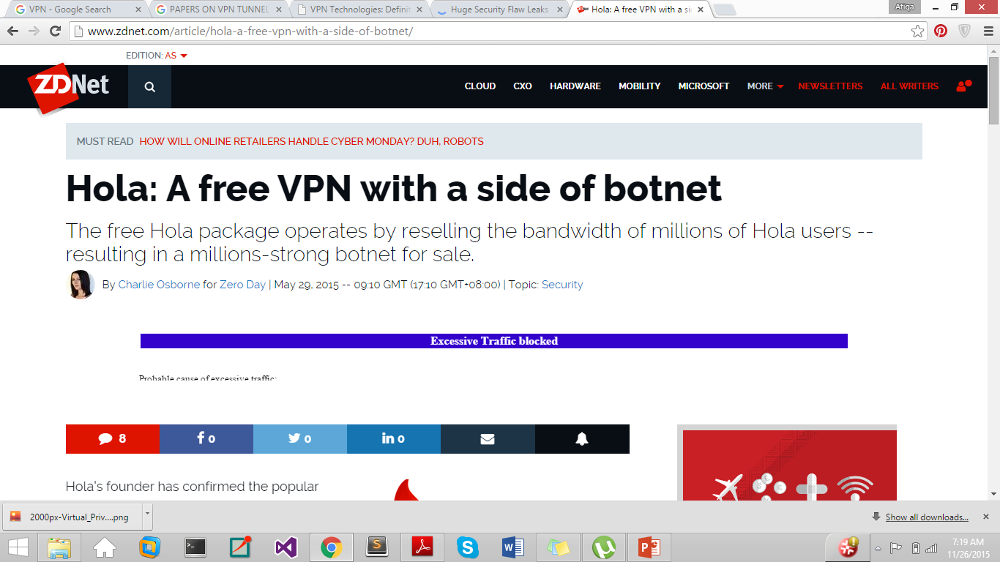 VPN - Google Search
PAPERS ON VPN TUNNEL
VPN Technologies: Definit
Huge Security Flaw Leaks
Hola: A free VPN with a si
Atiqa
www.zdnet.com/article/hola-a-free-vpn-with-a-side-of-botnet/
EDITION: AS
ZDNet
CLOUD CXO HARDWARE MOBILITY MICROSOFT MORE NEWSLETTERS ALL WRITERS
MUST READ HOW WILL ONLINE RETAILERS HANDLE CYBER MONDAY? DUH, ROBOTS
Hola: A free VPN with a side of botnet
The free Hola package operates by reselling the bandwidth of millions of Hola users --
resulting in a millions-strong botnet for sale.
By Charlie Osborne for Zero Day | May 29, 2015 -- 09:10 GMT (17:10 GMT+08:00) | Topic: Security
Excessive Traffic blocked
Probable cause of excessive traffic:
8 0 0 0
Hola's founder has confirmed the popular
2000px-Virtual_Priv....png
Show all downloads...
7:19 AM
11/26/2015